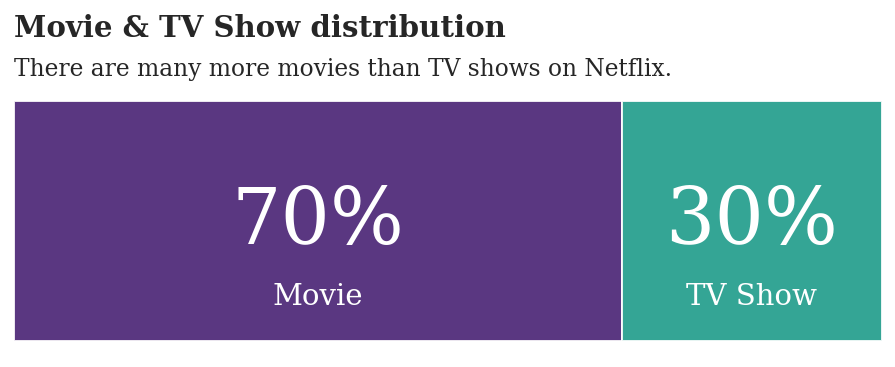 Movie & TV Show distribution
There are many more movies than TV shows on Netflix.
70%
Movie
30%
TV Show